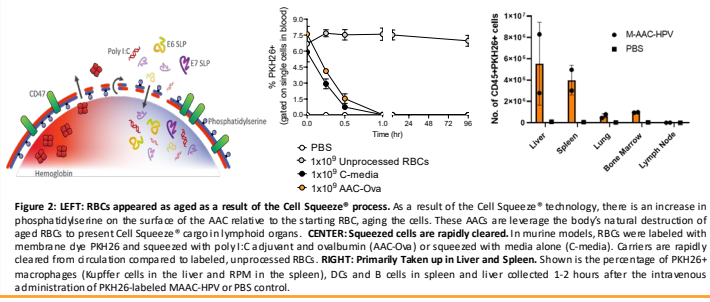 Poly I:C
E6 SLP
E7 SLP
CD47
Phosphatidylserine
Hemoglobin
% PKH26+
(gated on single cells in blood)
7.5
6.0
4.5
3.0
1.5
0.0
0.0 0.5 1.0 24 48 72 96
Time (hr)
PBS
1x10⁹ Unprocessed RBCs
1x10⁹ C-media
1x10⁹ AAC-Ova
No. of CD45+PKH26+ cells
1×10⁷
8×10⁶
6×10⁶
4×10⁶
2×10⁶
0
M-AAC-HPV
PBS
Liver
Spleen
Lung
Bone Marrow
Lymph Node
Figure 2: LEFT: RBCs appeared as aged as a result of the Cell Squeeze® process. As a result of the Cell Squeeze® technology, there is an increase in
phosphatidylserine on the surface of the AAC relative to the starting RBC, aging the cells. These AACs are leverage the body's natural destruction of
aged RBCs to present Cell Squeeze® cargo in lymphoid organs. CENTER: Squeezed cells are rapidly cleared. In murine models, RBCs were labeled with
membrane dye PKH26 and squeezed with poly I:C adjuvant and ovalbumin (AAC-Ova) or squeezed with media alone (C-media). Carriers are rapidly
cleared from circulation compared to labeled, unprocessed RBCs. RIGHT: Primarily Taken up in Liver and Spleen. Shown is the percentage of PKH26+
macrophages (Kupffer cells in the liver and RPM in the spleen), DCs and B cells in spleen and liver collected 1-2 hours after the intravenous
administration of PKH26-labeled MAAC-HPV or PBS control.